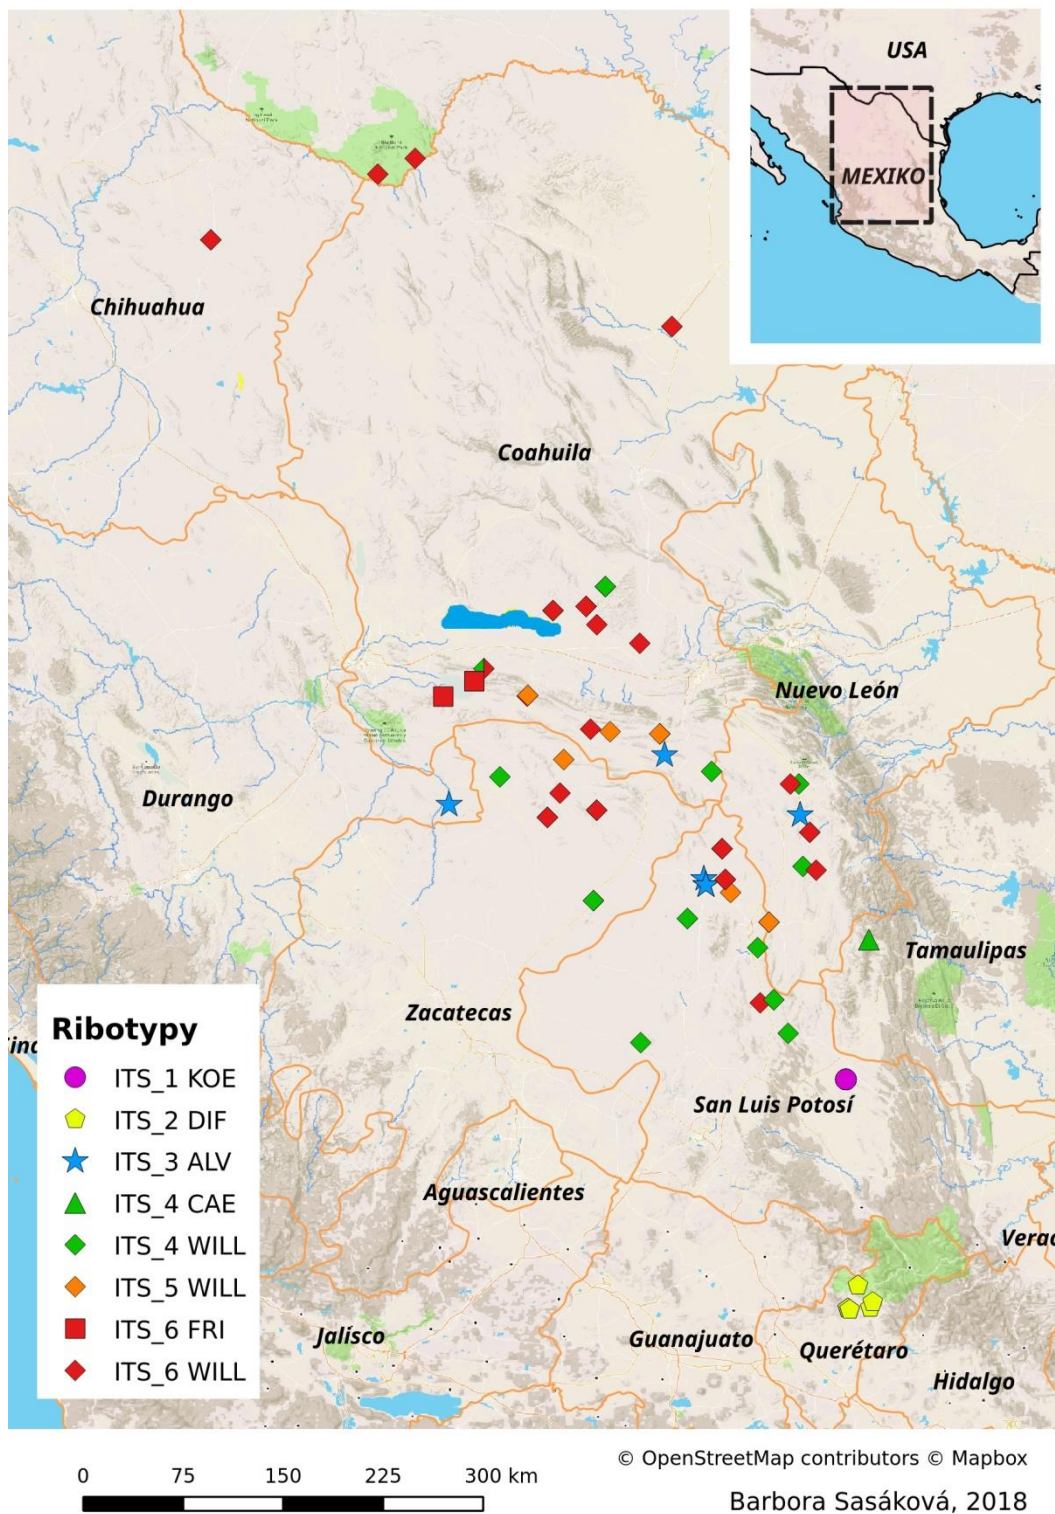 USA
MEXIKO
Chihuahua
Coahuila
Nuevo León
Durango
Tamaulipas
Zacatecas
San Luis Potosí
Aguascalientes
Verac
Jalisco
Guanajuato
Querétaro
Hidalgo
Ribotypy
ITS_1 KOE
ITS_2 DIF
ITS_3 ALV
ITS_4 CAE
ITS_4 WILL
ITS_5 WILL
ITS_6 FRI
ITS_6 WILL
0 75 150 225 300 km
© OpenStreetMap contributors © Mapbox
Barbora Sasáková, 2018